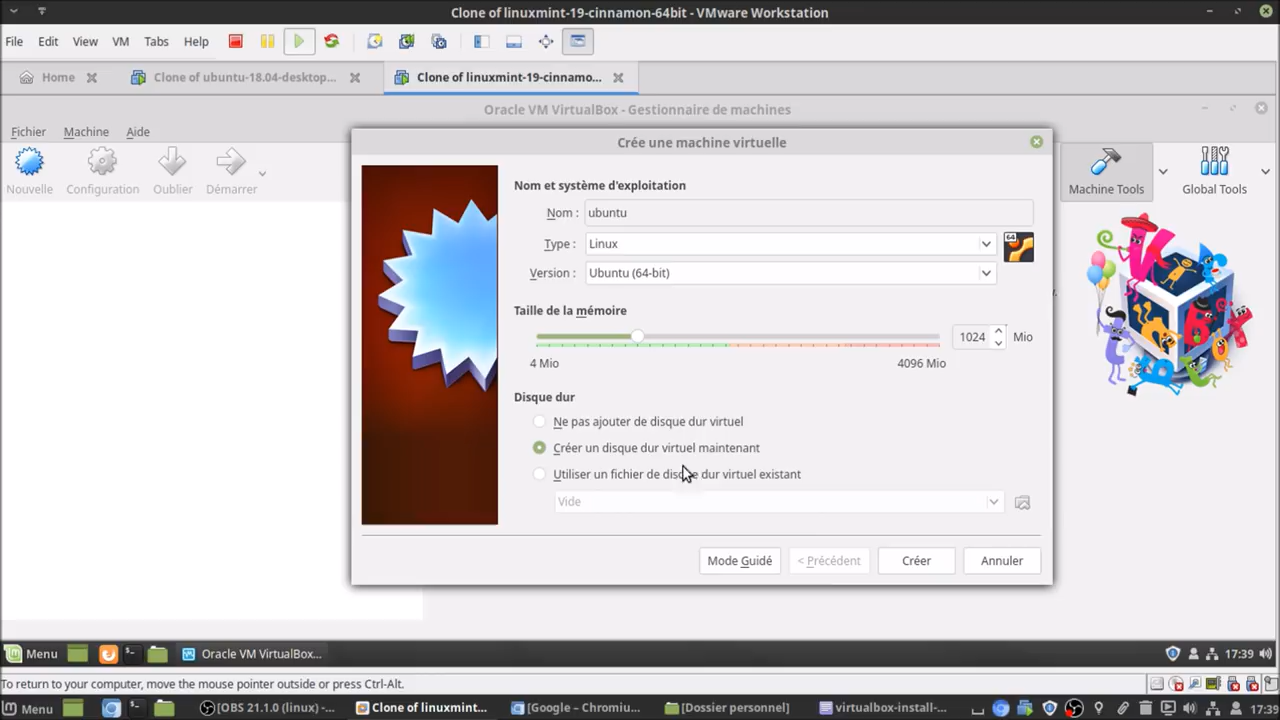 Clone of linuxmint-19-cinnamon-64bit - VMware Workstation
File Edit View VM Tabs Help
Home Clone of ubuntu-18.04-desktop... Clone of linuxmint-19-cinnamo...
Oracle VM VirtualBox - Gestionnaire de machines
Fichier Machine Aide
Crée une machine virtuelle
Nouvelle Configuration Oublier Démarrer
Machine Tools Global Tools
Nom et système d'exploitation
Nom : ubuntu
Type : Linux
64
Version : Ubuntu (64-bit)
Taille de la mémoire
1024 Mio
4 Mio 4096 Mio
Disque dur
Ne pas ajouter de disque dur virtuel
Créer un disque dur virtuel maintenant
Utiliser un fichier de disque dur virtuel existant
Vide
Mode Guidé < Précédent Créer Annuler
Menu Oracle VM VirtualBox... 17:39
To return to your computer, move the mouse pointer outside or press Ctrl-Alt.
Menu [OBS 21.1.0 (linux) -... Clone of linuxmint-19-... [Google – Chromiu... [Dossier personnel] virtualbox-install-... 17:39